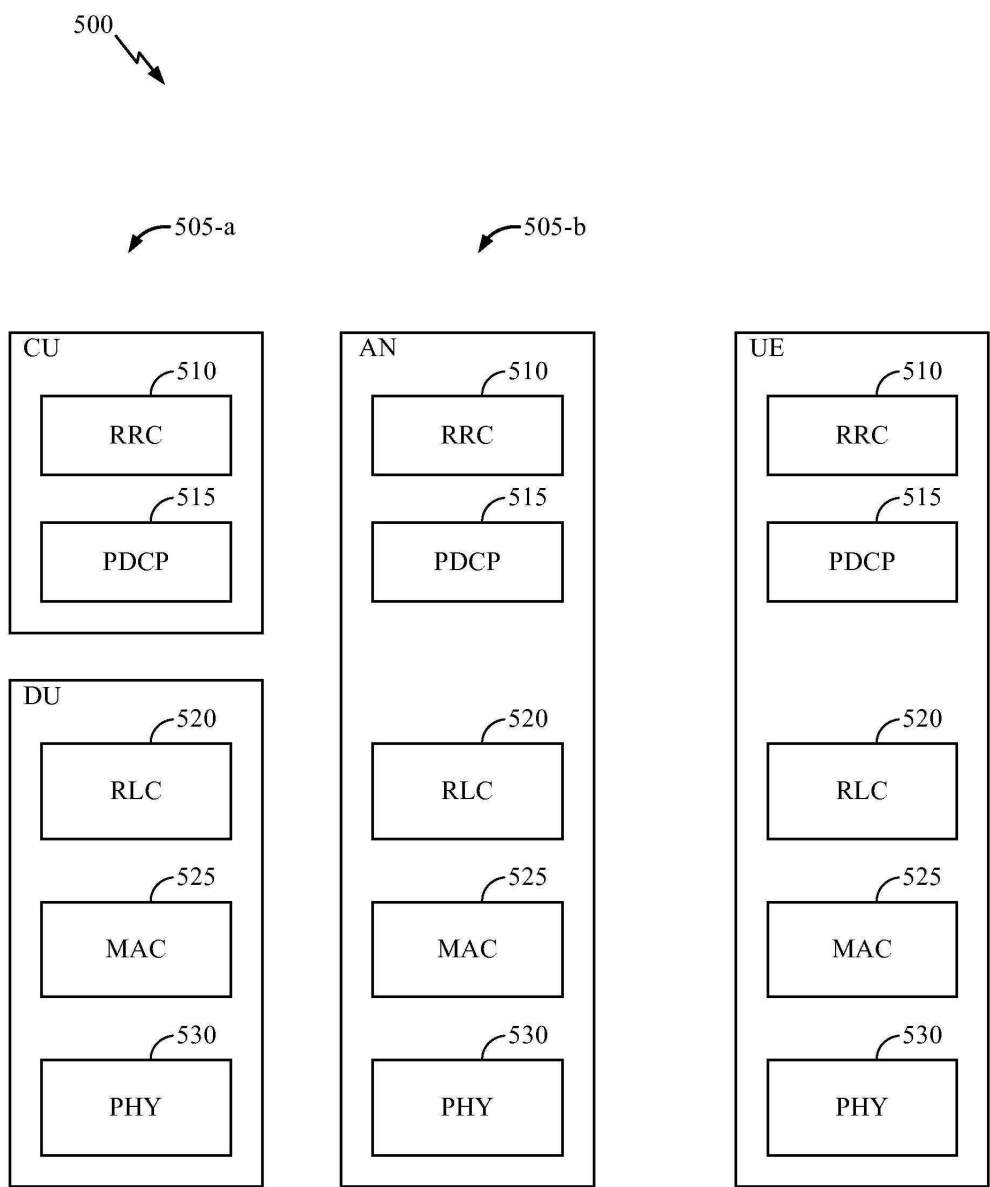 500
505-a 505-b
CU AN UE
510 510 510
RRC RRC RRC
515 515 515
PDCP PDCP PDCP
DU
520 520 520
RLC RLC RLC
525 525 525
MAC MAC MAC
530 530 530
PHY PHY PHY